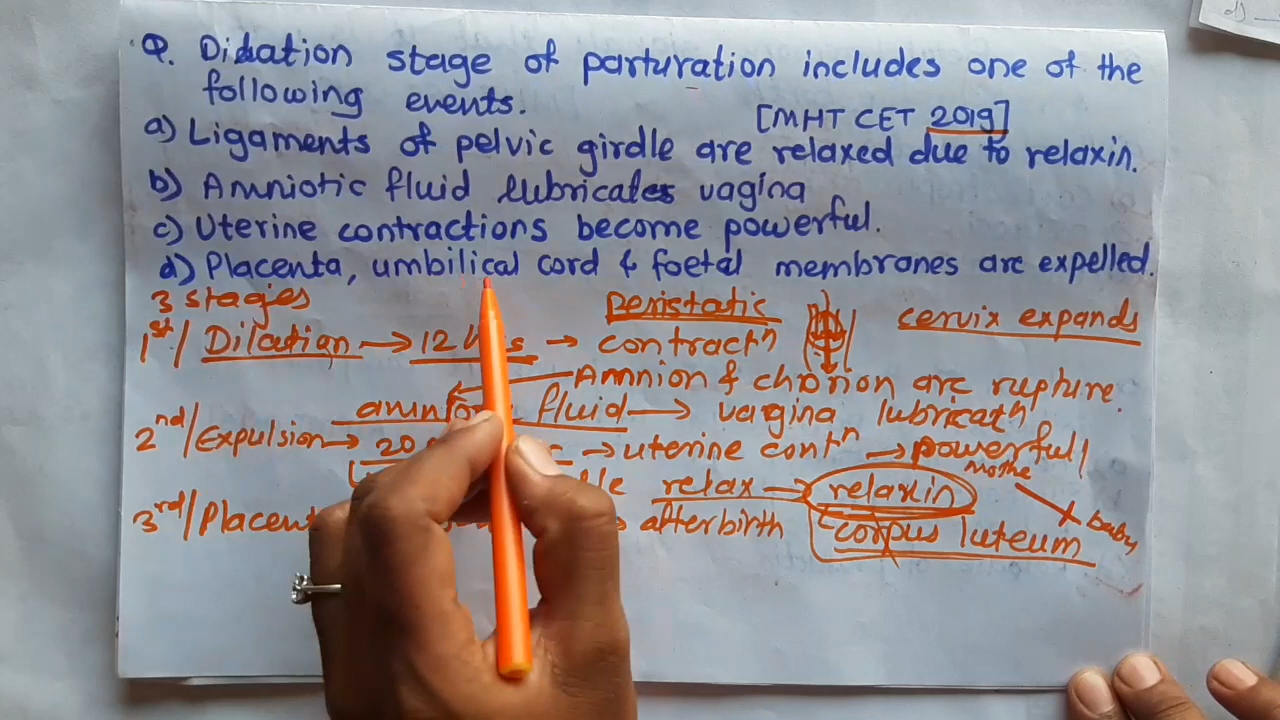 Q. Dilation stage of parturation includes one of the
following events.
[MHT CET 2019]
a) Ligaments of pelvic girdle are relaxed due to relaxin.
b) Amniotic fluid lubricates vagina
c) Uterine contractions become powerful.
d) Placenta, umbilical cord & foetal membranes are expelled.
3 stages
1st/ Dilation → 12 → peristatic contractn cervix expands
Amnion & chorion are rupture.
fluid → vagina lubricatn
2nd/Expulsion → 20 → uterine contn → powerful/
relax → relaxin mothe baby
3rd/ → afterbirth corpus luteum